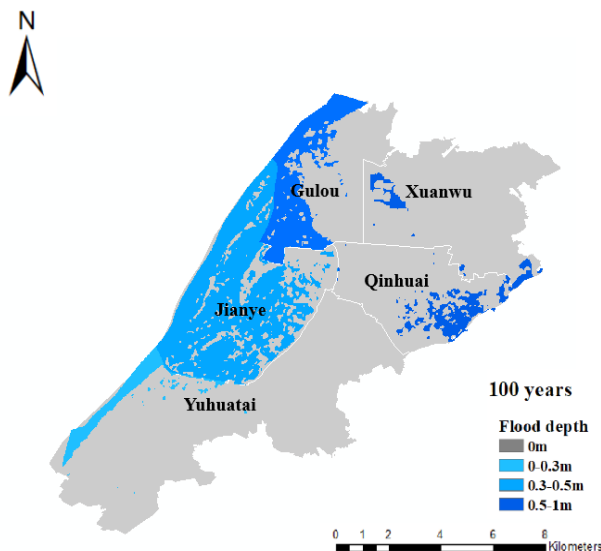 N
Gulou
Xuanwu
Qinhuai
Jianye
Yuhuatai
100 years
Flood depth
0m
0-0.3m
0.3-0.5m
0.5-1m
0 1 2 4 6 8
Kilometers